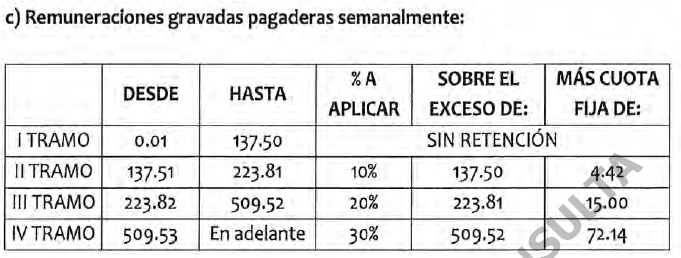 c) Remuneraciones gravadas pagaderas semanalmente:
DESDE HASTA % A APLICAR SOBRE EL EXCESO DE: MÁS CUOTA FIJA DE:
I TRAMO 0.01 137.50 SIN RETENCIÓN
II TRAMO 137.51 223.81 10% 137.50 4.42
III TRAMO 223.82 509.52 20% 223.81 15.00
IV TRAMO 509.53 En adelante 30% 509.52 72.14